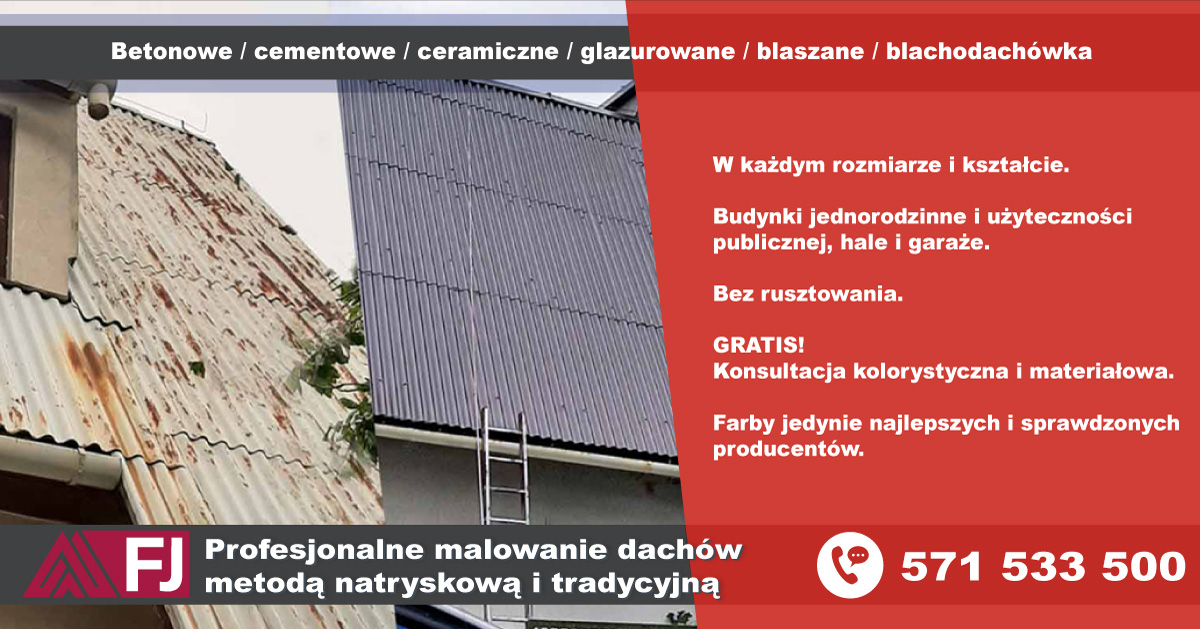 Betonowe / cementowe / ceramiczne / glazurowane / blaszane / blachodachówka
W każdym rozmiarze i kształcie.
Budynki jednorodzinne i użyteczności
publicznej, hale i garaże.
Bez rusztowania.
GRATIS!
Konsultacja kolorystyczna i materiałowa.
Farby jedynie najlepszych i sprawdzonych
producentów.
FJ
Profesjonalne malowanie dachów
metodą natryskową i tradycyjną
571 533 500